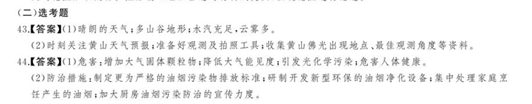 (二)选考题
43.【答案】(1)晴朗的天气;多山谷地形;水汽充足,云雾多。
(2)时刻关注黄山天气预报;准备好观测及拍照工具;收集黄山佛光出现地点、最佳观测角度等资料。
44.【答案】(1)危害:增加大气固体颗粒物;降低大气能见度;引发光化学污染;危害人体健康。
(2)防治措施:制定更为严格的油烟污染物排放标准;研制开发新型环保的油烟净化设备;集中处理家庭烹
饪产生的油烟;加大厨房油烟污染防治的宣传力度。